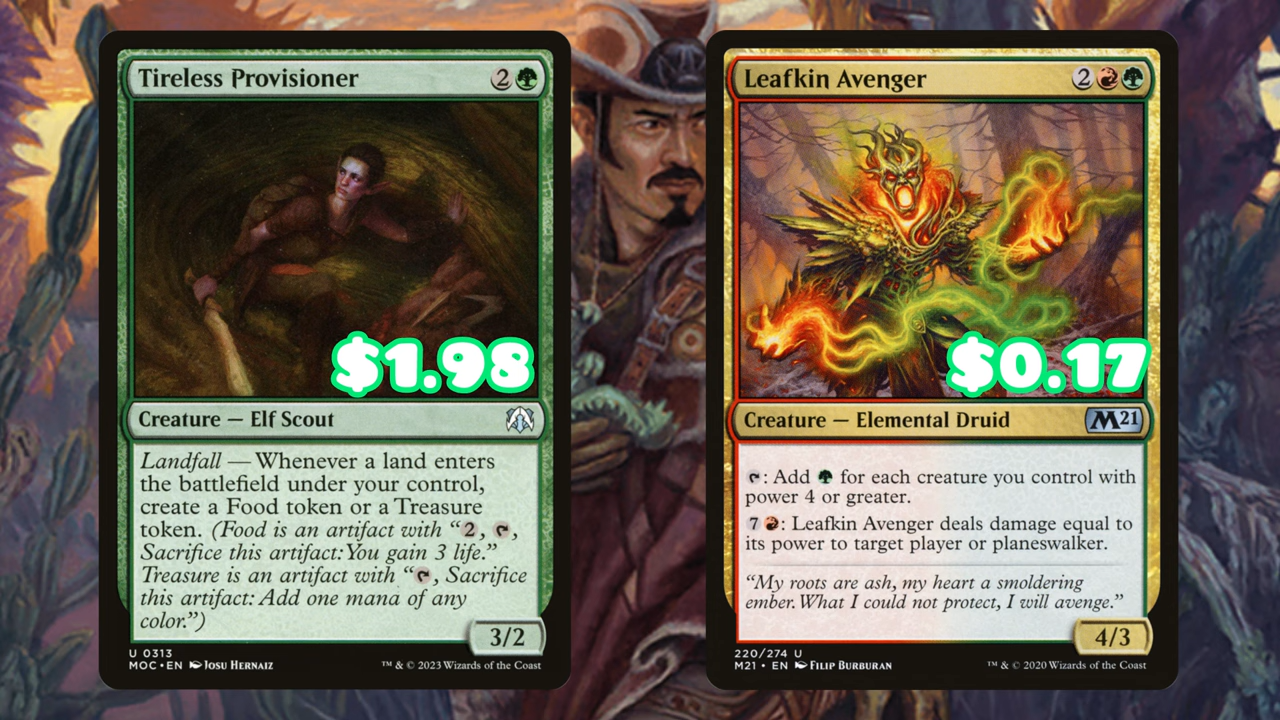 Tireless Provisioner 2
$1.98
Creature — Elf Scout
Landfall — Whenever a land enters
the battlefield under your control,
create a Food token or a Treasure
token. (Food is an artifact with “2, ,
Sacrifice this artifact: You gain 3 life.”
Treasure is an artifact with “ , Sacrifice
this artifact: Add one mana of any
color.”)
3/2
U 0313
MOC • EN Josu Hernaiz
™ & © 2023 Wizards of the Coast
Leafkin Avenger 2
$0.17
Creature — Elemental Druid
M21
: Add for each creature you control with
power 4 or greater.
7 : Leafkin Avenger deals damage equal to
its power to target player or planeswalker.
“My roots are ash, my heart a smoldering
ember. What I could not protect, I will avenge.”
4/3
220/274 U
M21 • EN Filip Burburan
™ & © 2020 Wizards of the Coast